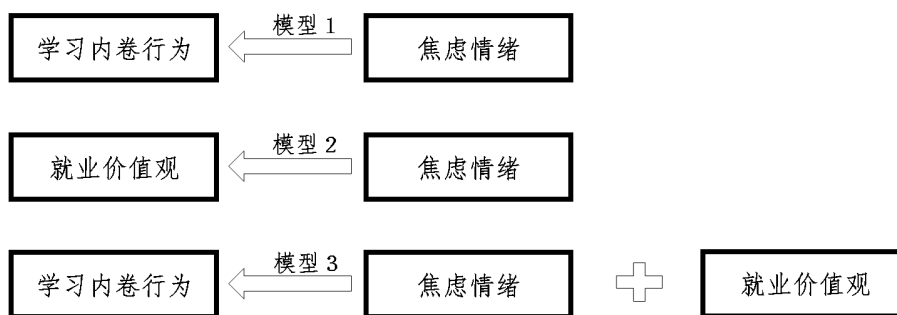 学习内卷行为 模型 1 焦虑情绪
就业价值观 模型 2 焦虑情绪
学习内卷行为 模型 3 焦虑情绪 就业价值观